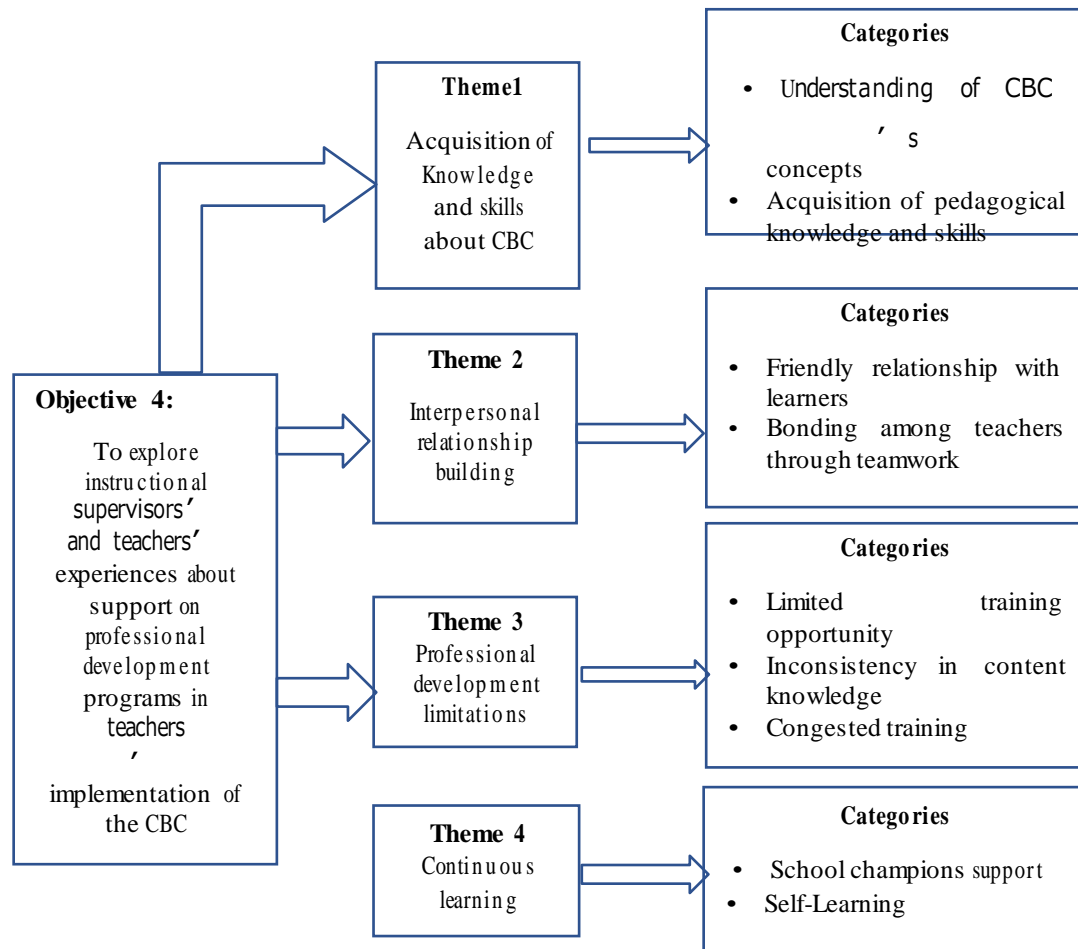 Objective 4:
To explore
instructional
supervisors’
and teachers’
experiences about
support on
professional
development
programs in
teachers
’
implementation of
the CBC
Theme1
Acquisition of
Knowledge
and skills
about CBC
Categories
• Understanding of CBC
’ s
concepts
• Acquisition of pedagogical
knowledge and skills
Theme 2
Interpersonal
relationship
building
Categories
• Friendly relationship with
learners
• Bonding among teachers
through teamwork
Theme 3
Professional
development
limitations
Categories
• Limited training
opportunity
• Inconsistency in content
knowledge
• Congested training
Theme 4
Continuous
learning
Categories
• School champions support
• Self-Learning